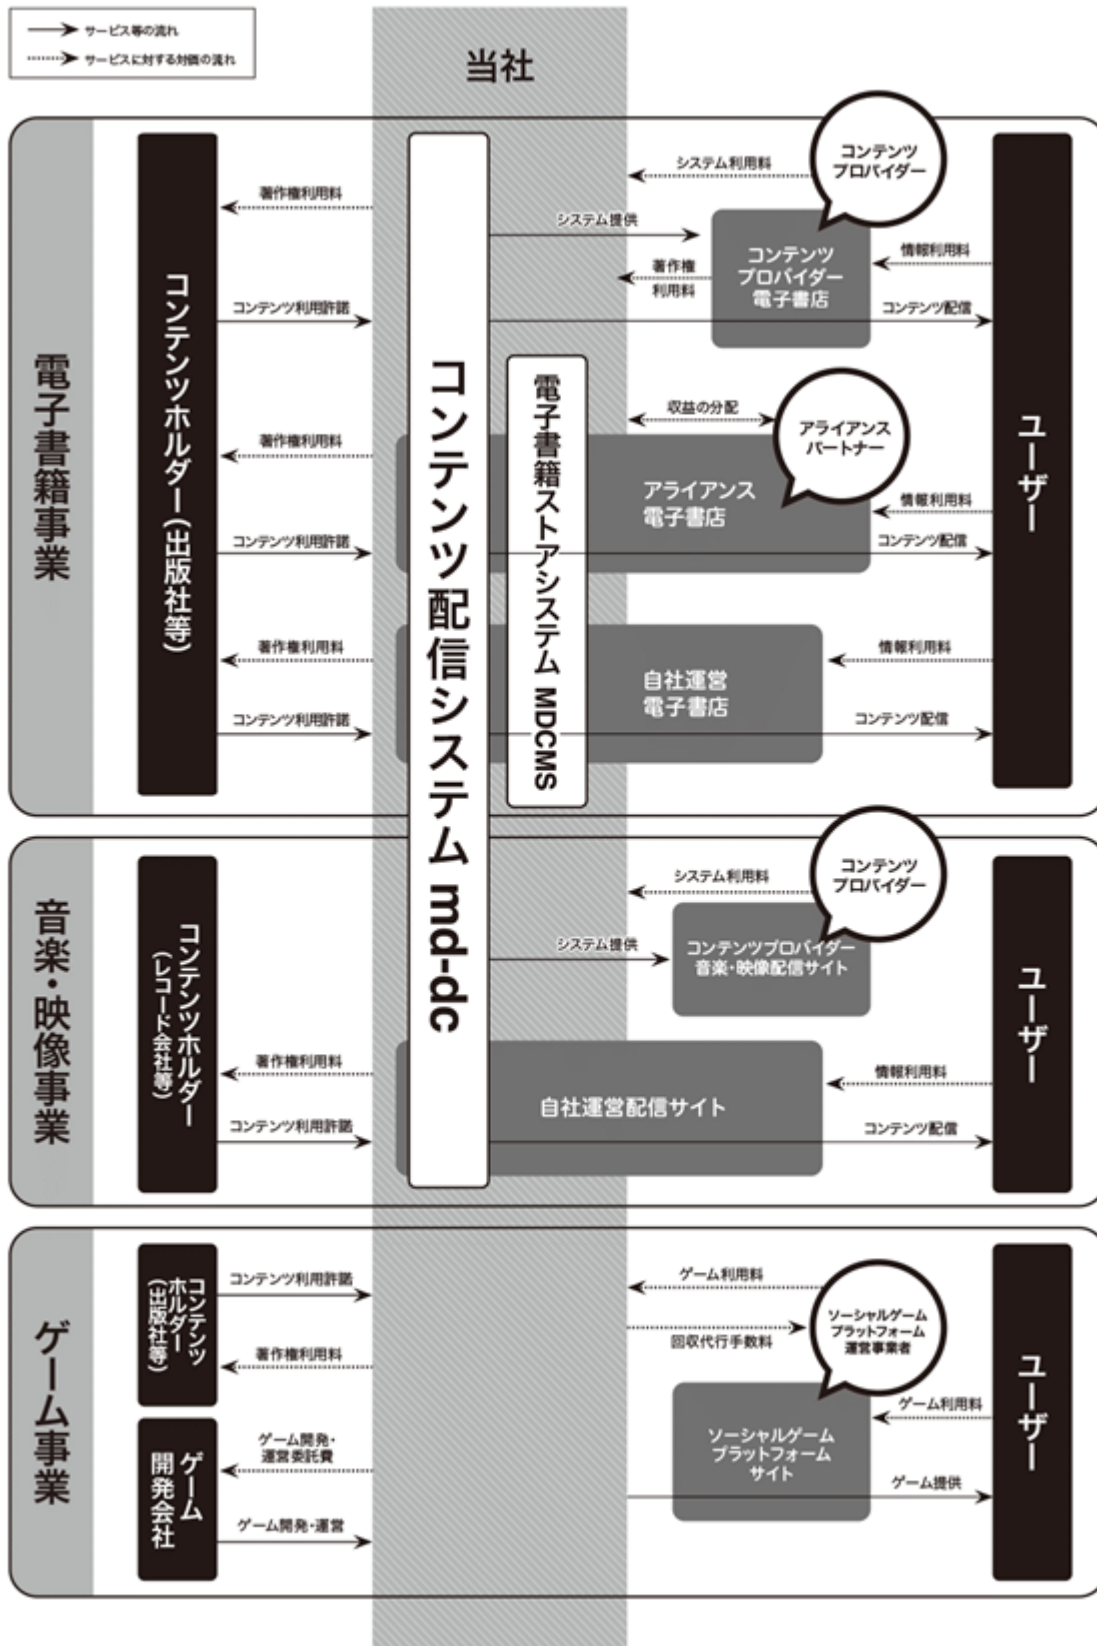 サービス等の流れ
サービスに対する対価の流れ
当社
電子書籍事業
コンテンツホルダー(出版社等)
著作権利用料
コンテンツ利用許諾
著作権利用料
コンテンツ利用許諾
著作権利用料
コンテンツ利用許諾
コンテンツ配信システム md-dc
電子書籍ストアシステム MDCMS
システム利用料
コンテンツ
プロバイダー
システム提供
コンテンツ
プロバイダー
電子書店
著作権
利用料
情報利用料
コンテンツ配信
収益の分配
アライアンス
パートナー
アライアンス
電子書店
情報利用料
コンテンツ配信
自社運営
電子書店
情報利用料
コンテンツ配信
ユーザー
音楽・映像事業
コンテンツホルダー
(レコード会社等)
著作権利用料
コンテンツ利用許諾
システム利用料
コンテンツ
プロバイダー
システム提供
コンテンツプロバイダー
音楽・映像配信サイト
自社運営配信サイト
情報利用料
コンテンツ配信
ユーザー
ゲーム事業
コンテンツ
ホルダー
(出版社等)
コンテンツ利用許諾
著作権利用料
ゲーム
開発会社
ゲーム開発・
運営委託費
ゲーム開発・運営
ゲーム利用料
回収代行手数料
ソーシャルゲーム
プラットフォーム
運営事業者
ソーシャルゲーム
プラットフォーム
サイト
ゲーム利用料
ゲーム提供
ユーザー